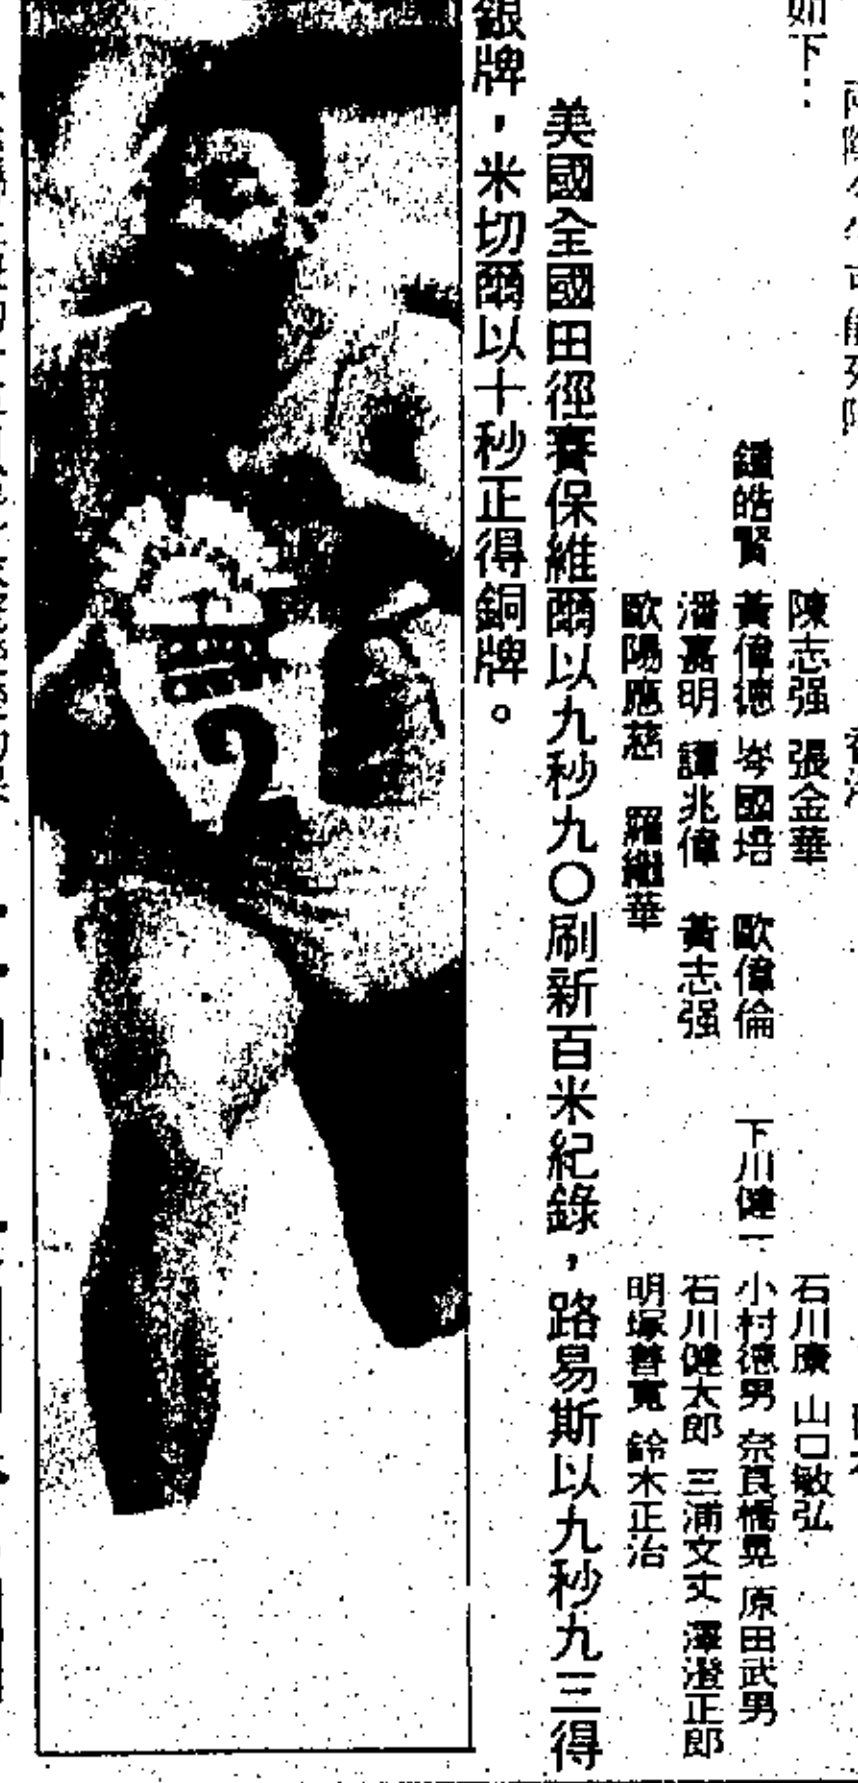 如下：
陳志强 張金華
鍾皓賢 黃偉德 岑國培 歐偉倫
潘嘉明 譚兆偉 黃志强
歐陽應慈 羅繼華
石川康 山口敏弘
下川健一 小村德男 奈良橋晃 原田武男
石川健太郎 三浦文丈 澤澄正郎
明塚善寬 鈴木正治
美國全國田徑賽保維爾以九秒九〇刷新百米紀錄，路易斯以九秒九三得
銀牌，米切爾以十秒正得銅牌。
2